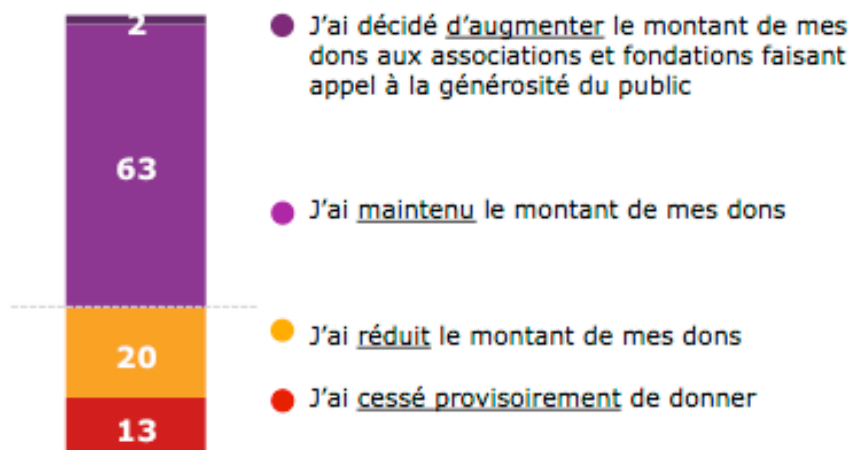 2
J’ai décidé d’augmenter le montant de mes
dons aux associations et fondations faisant
appel à la générosité du public
63
J’ai maintenu le montant de mes dons
20
J’ai réduit le montant de mes dons
13
J’ai cessé provisoirement de donner